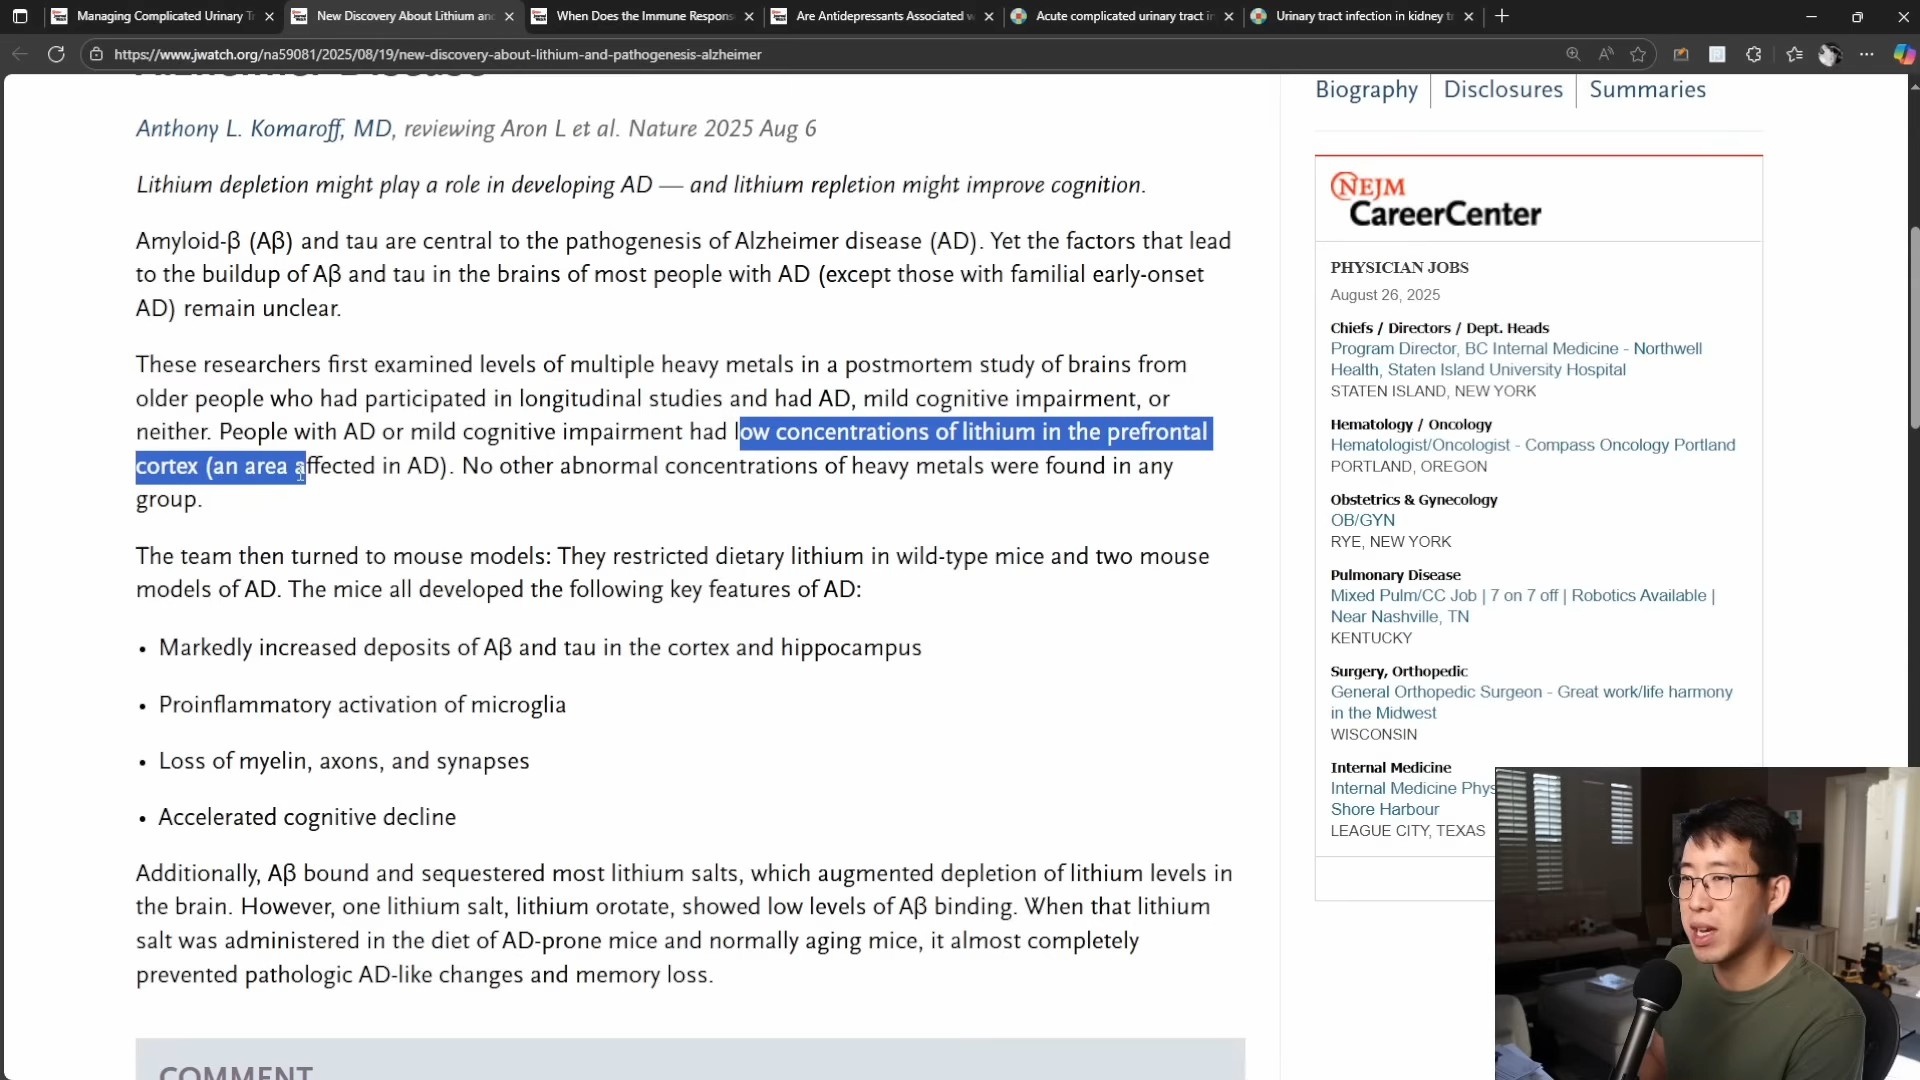 Managing Complicated Urinary
New Discovery About Lithium an
When Does the Immune Respon
Are Antidepressants Associated
Acute complicated urinary tract i
Urinary tract infection in kidney
https://www.jwatch.org/na59081/2025/08/19/new-discovery-about-lithium-and-pathogenesis-alzheimer
Alzheimer Disease
Anthony L. Komaroff, MD, reviewing Aron L et al. Nature 2025 Aug 6
Lithium depletion might play a role in developing AD — and lithium repletion might improve cognition.
Amyloid-β (Aβ) and tau are central to the pathogenesis of Alzheimer disease (AD). Yet the factors that lead
to the buildup of Aβ and tau in the brains of most people with AD (except those with familial early-onset
AD) remain unclear.
These researchers first examined levels of multiple heavy metals in a postmortem study of brains from
older people who had participated in longitudinal studies and had AD, mild cognitive impairment, or
neither. People with AD or mild cognitive impairment had low concentrations of lithium in the prefrontal
cortex (an area affected in AD). No other abnormal concentrations of heavy metals were found in any
group.
The team then turned to mouse models: They restricted dietary lithium in wild-type mice and two mouse
models of AD. The mice all developed the following key features of AD:
• Markedly increased deposits of Aβ and tau in the cortex and hippocampus
• Proinflammatory activation of microglia
• Loss of myelin, axons, and synapses
• Accelerated cognitive decline
Additionally, Aβ bound and sequestered most lithium salts, which augmented depletion of lithium levels in
the brain. However, one lithium salt, lithium orotate, showed low levels of Aβ binding. When that lithium
salt was administered in the diet of AD-prone mice and normally aging mice, it almost completely
prevented pathologic AD-like changes and memory loss.
COMMENT
Biography Disclosures Summaries
NEJM
CareerCenter
PHYSICIAN JOBS
August 26, 2025
Chiefs / Directors / Dept. Heads
Program Director, BC Internal Medicine - Northwell
Health, Staten Island University Hospital
STATEN ISLAND, NEW YORK
Hematology / Oncology
Hematologist/Oncologist - Compass Oncology Portland
PORTLAND, OREGON
Obstetrics & Gynecology
OB/GYN
RYE, NEW YORK
Pulmonary Disease
Mixed Pulm/CC Job | 7 on 7 off | Robotics Available |
Near Nashville, TN
KENTUCKY
Surgery, Orthopedic
General Orthopedic Surgeon - Great work/life harmony
in the Midwest
WISCONSIN
Internal Medicine
Internal Medicine Phys
Shore Harbour
LEAGUE CITY, TEXAS